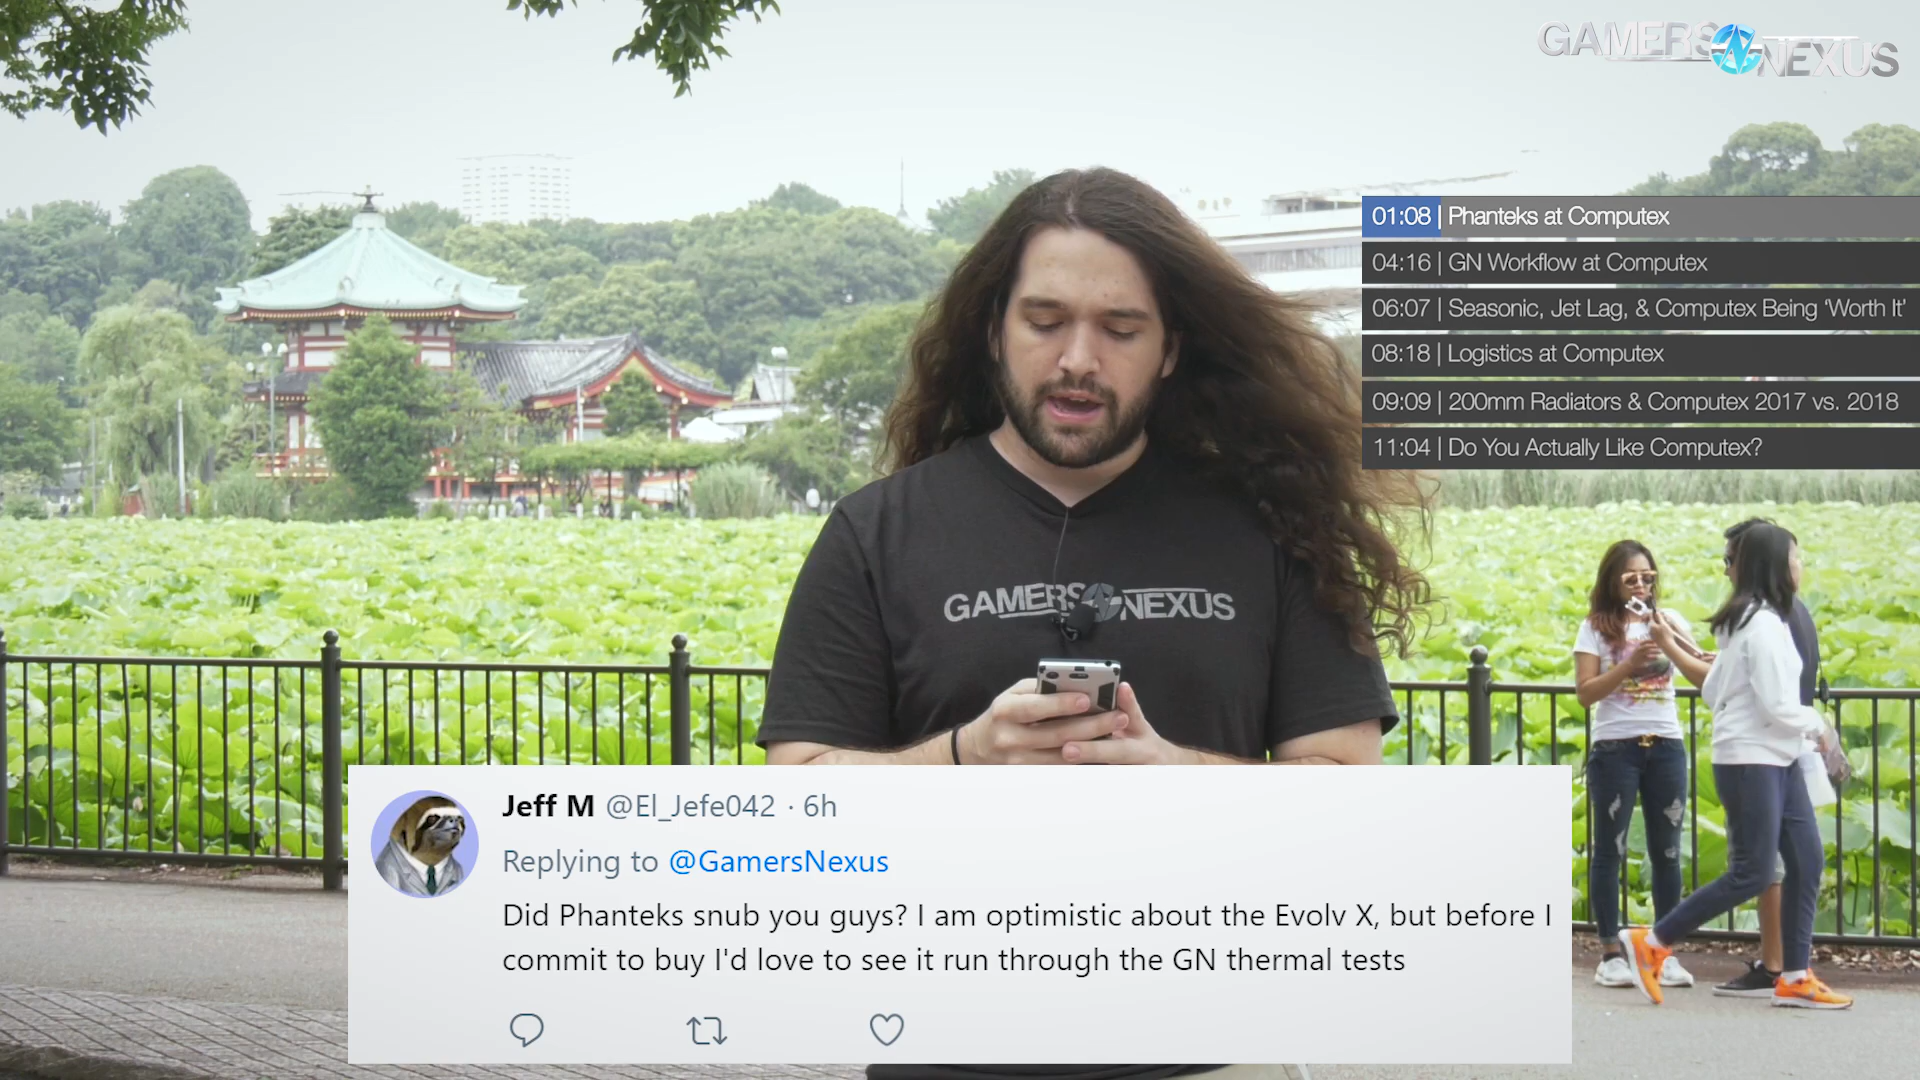 GAMERS NEXUS
01:08 | Phanteks at Computex
04:16 | GN Workflow at Computex
06:07 | Seasonic, Jet Lag, & Computex Being ‘Worth It’
08:18 | Logistics at Computex
09:09 | 200mm Radiators & Computex 2017 vs. 2018
11:04 | Do You Actually Like Computex?
GAMERS NEXUS
Jeff M @El_Jefe042 · 6h
Replying to @GamersNexus
Did Phanteks snub you guys? I am optimistic about the Evolv X, but before I
commit to buy I'd love to see it run through the GN thermal tests